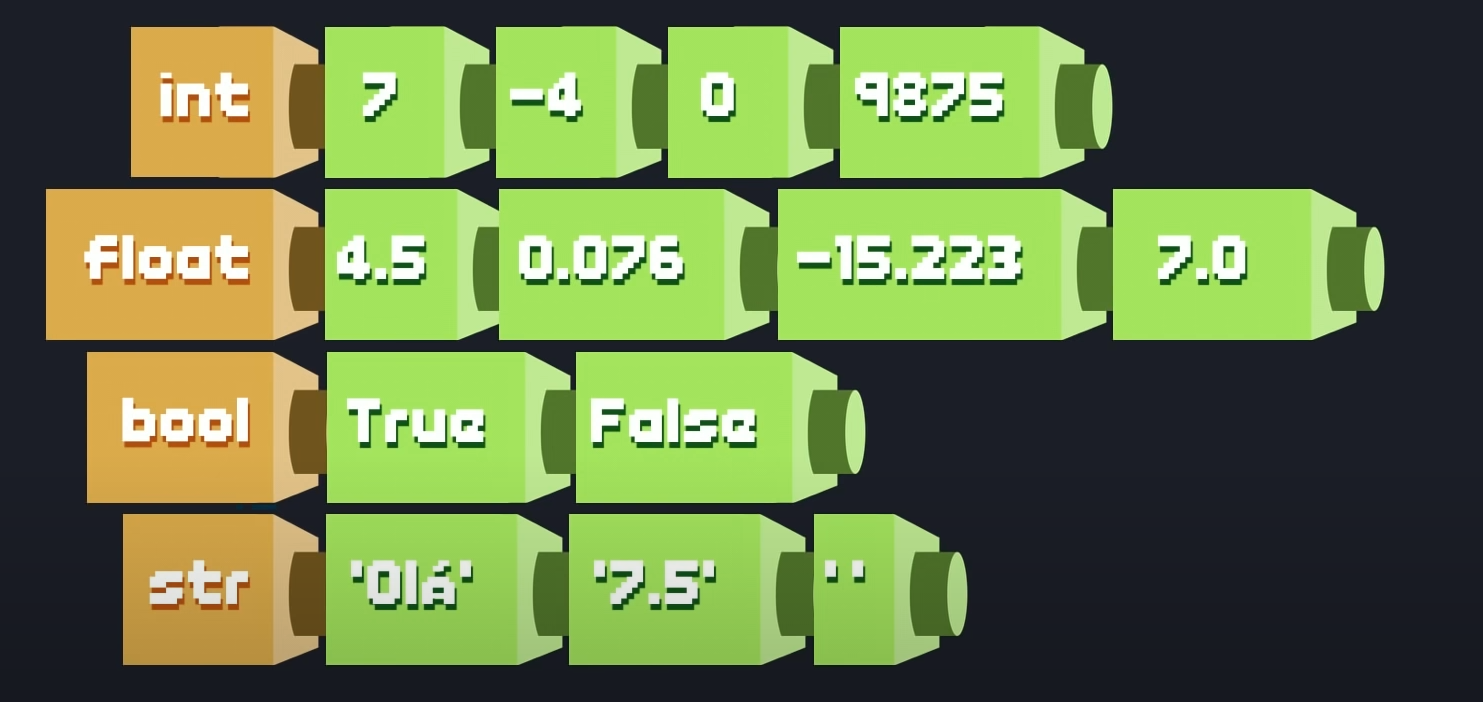 int 7 -4 0 9875
float 4.5 0.076 -15.223 7.0
bool True False
str 'Olá' '7.5' ''